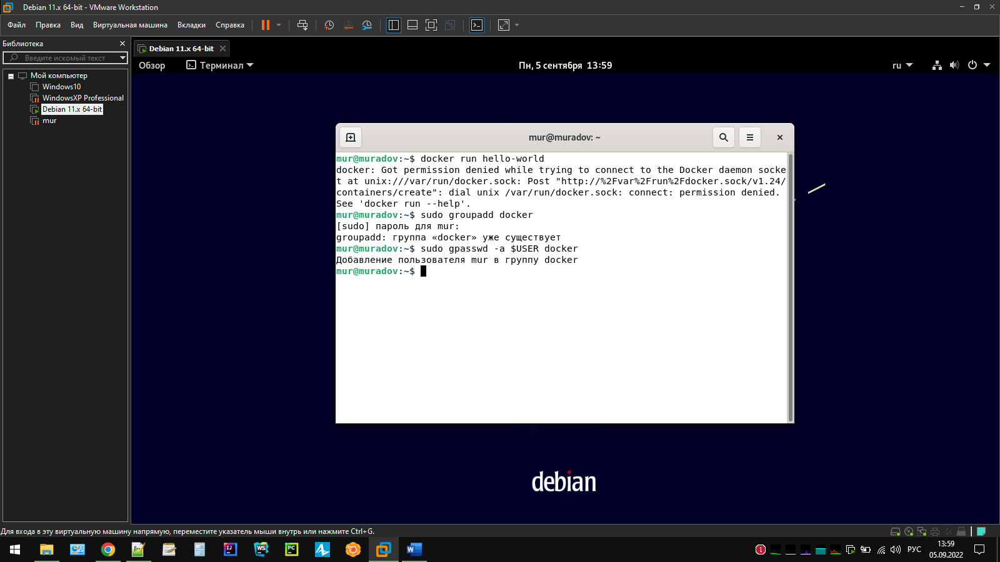 Debian 11.x 64-bit - VMware Workstation
Файл Правка Вид Виртуальная машина Вкладки Справка
Библиотека
Введите искомый текст
Мой компьютер
Windows10
WindowsXP Professional
Debian 11.x 64-bit
mur
Debian 11.x 64-bit
Обзор Терминал Пн, 5 сентября 13:59 ru
mur@muradov: ~
mur@muradov:~$ docker run hello-world
docker: Got permission denied while trying to connect to the Docker daemon socke
t at unix:///var/run/docker.sock: Post "http://%2Fvar%2Frun%2Fdocker.sock/v1.24/
containers/create": dial unix /var/run/docker.sock: connect: permission denied.
See 'docker run --help'.
mur@muradov:~$ sudo groupadd docker
[sudo] пароль для mur:
groupadd: группа «docker» уже существует
mur@muradov:~$ sudo gpasswd -a $USER docker
Добавление пользователя mur в группу docker
mur@muradov:~$
debian
Для входа в эту виртуальную машину напрямую, переместите указатель мыши внутрь или нажмите Ctrl+G.
РУС
13:59
05.09.2022